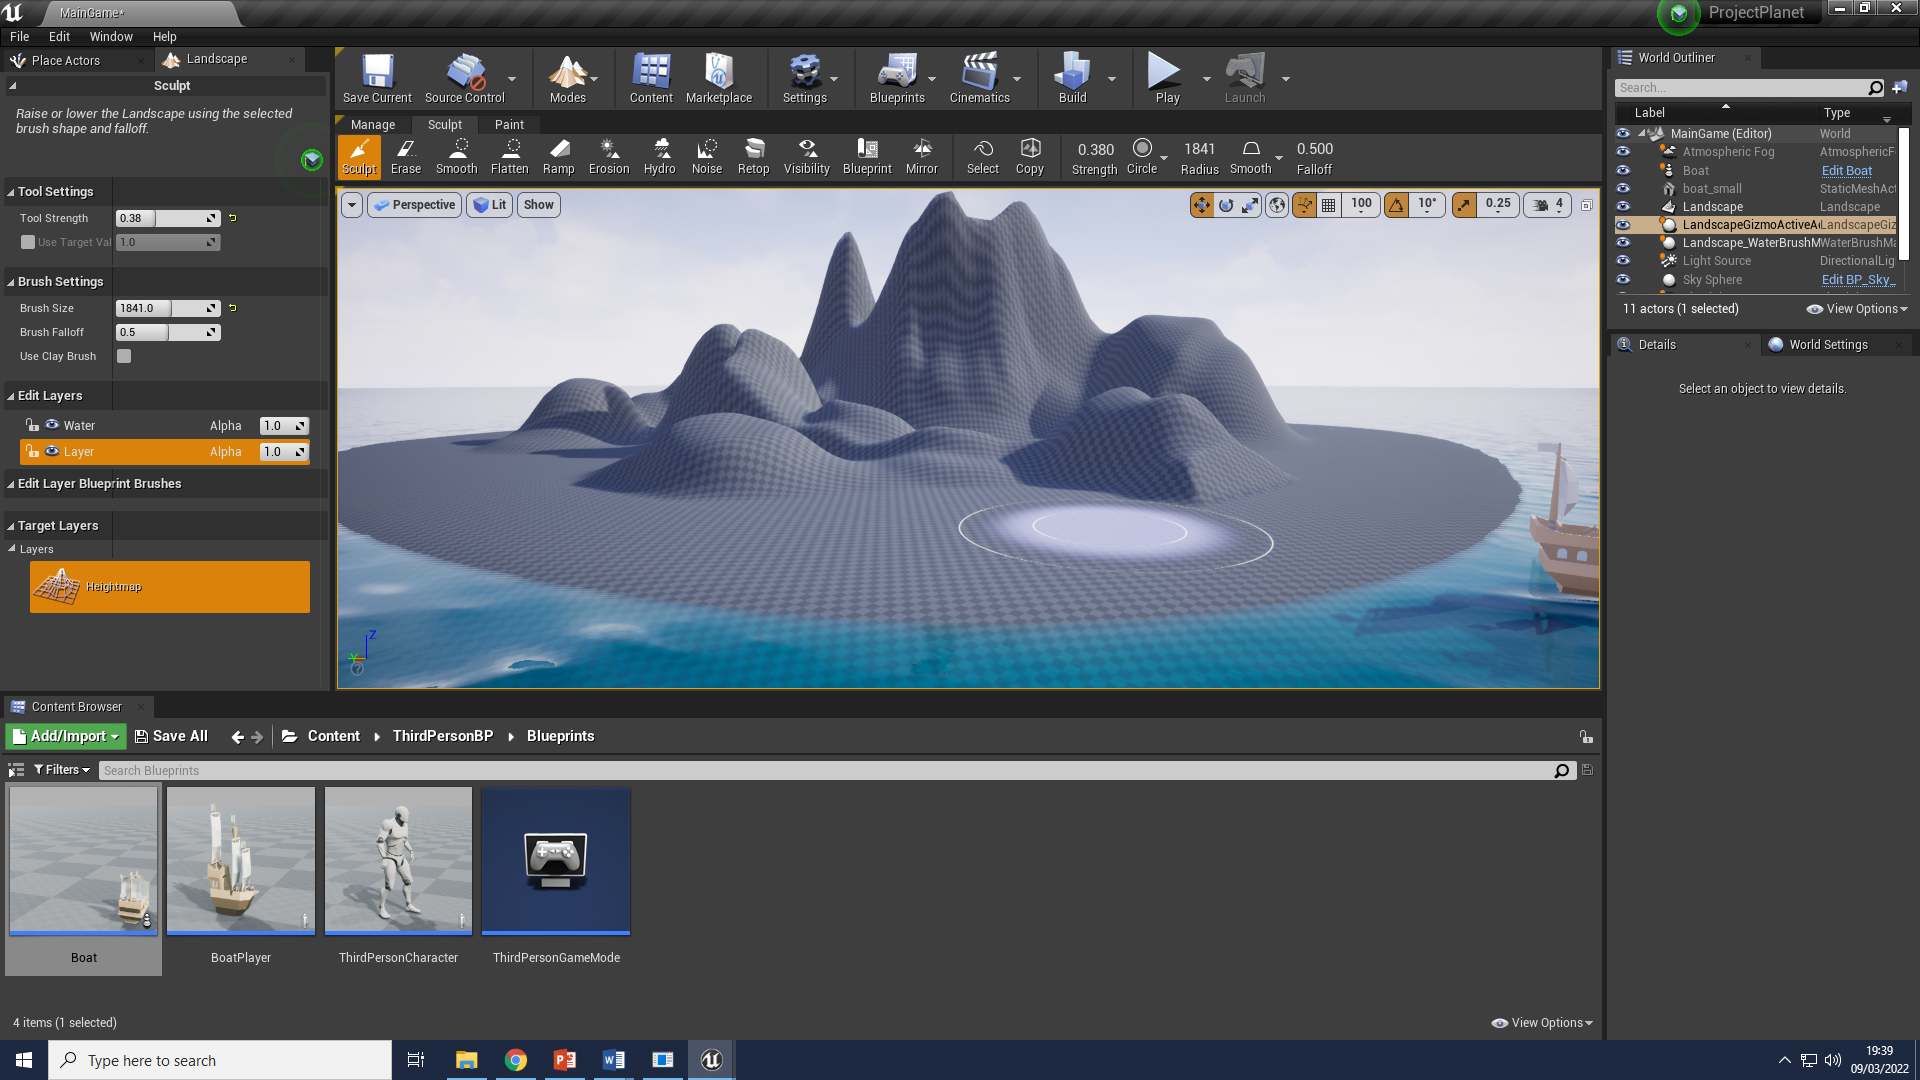 MainGame*
ProjectPlanet
File Edit Window Help
Place Actors
Landscape
Sculpt
Raise or lower the Landscape using the selected
brush shape and falloff.
Tool Settings
Tool Strength 0.38
Use Target Val 1.0
Brush Settings
Brush Size 1841.0
Brush Falloff 0.5
Use Clay Brush
Edit Layers
Water Alpha 1.0
Layer Alpha 1.0
Edit Layer Blueprint Brushes
Target Layers
Layers
Heightmap
Save Current Source Control Modes Content Marketplace Settings Blueprints Cinematics Build Play Launch
Manage Sculpt Paint
Sculpt Erase Smooth Flatten Ramp Erosion Hydro Noise Retop Visibility Blueprint Mirror Select Copy
0.380
Strength
Circle
1841
Radius
Smooth
0.500
Falloff
Perspective Lit Show
100 10° 0.25 4
Z
Y
World Outliner
Search...
Label Type
MainGame (Editor) World
Atmospheric Fog AtmosphericF
Boat Edit Boat
boat_small StaticMeshAct
Landscape Landscape
LandscapeGizmoActiveA LandscapeGiz
Landscape_WaterBrushM WaterBrushMa
Light Source DirectionalLig
Sky Sphere Edit BP_Sky_
11 actors (1 selected)
View Options
Details
World Settings
Select an object to view details.
Content Browser
Add/Import Save All Content ThirdPersonBP Blueprints
Filters Search Blueprints
Boat BoatPlayer ThirdPersonCharacter ThirdPersonGameMode
4 items (1 selected)
View Options
Type here to search
19:39
09/03/2022